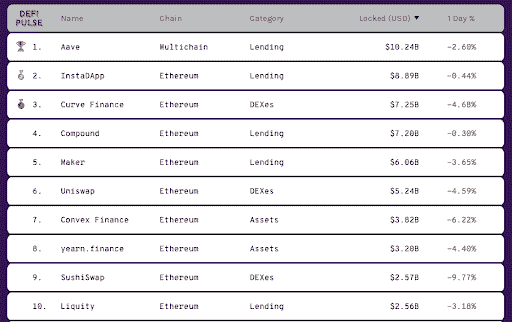 DEFI PULSE Name Chain Category Locked (USD) ▼ 1 Day %
1. Aave Multichain Lending $10.24B -2.60%
2. InstaDApp Ethereum Lending $8.89B -0.44%
3. Curve Finance Ethereum DEXes $7.25B -4.68%
4. Compound Ethereum Lending $7.20B -0.30%
5. Maker Ethereum Lending $6.06B -3.65%
6. Uniswap Ethereum DEXes $5.24B -4.59%
7. Convex Finance Ethereum Assets $3.82B -6.22%
8. yearn.finance Ethereum Assets $3.20B -4.40%
9. SushiSwap Ethereum DEXes $2.57B -9.77%
10. Liquity Ethereum Lending $2.56B -3.18%